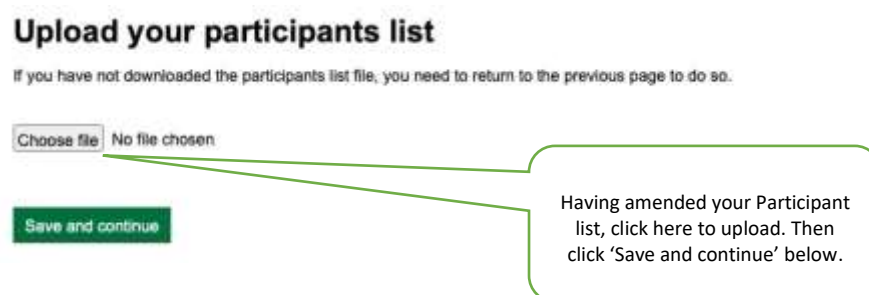 Upload your participants list
If you have not downloaded the participants list file, you need to return to the previous page to do so.
Choose file No file chosen
Having amended your Participant
list, click here to upload. Then
click ‘Save and continue’ below.
Save and continue